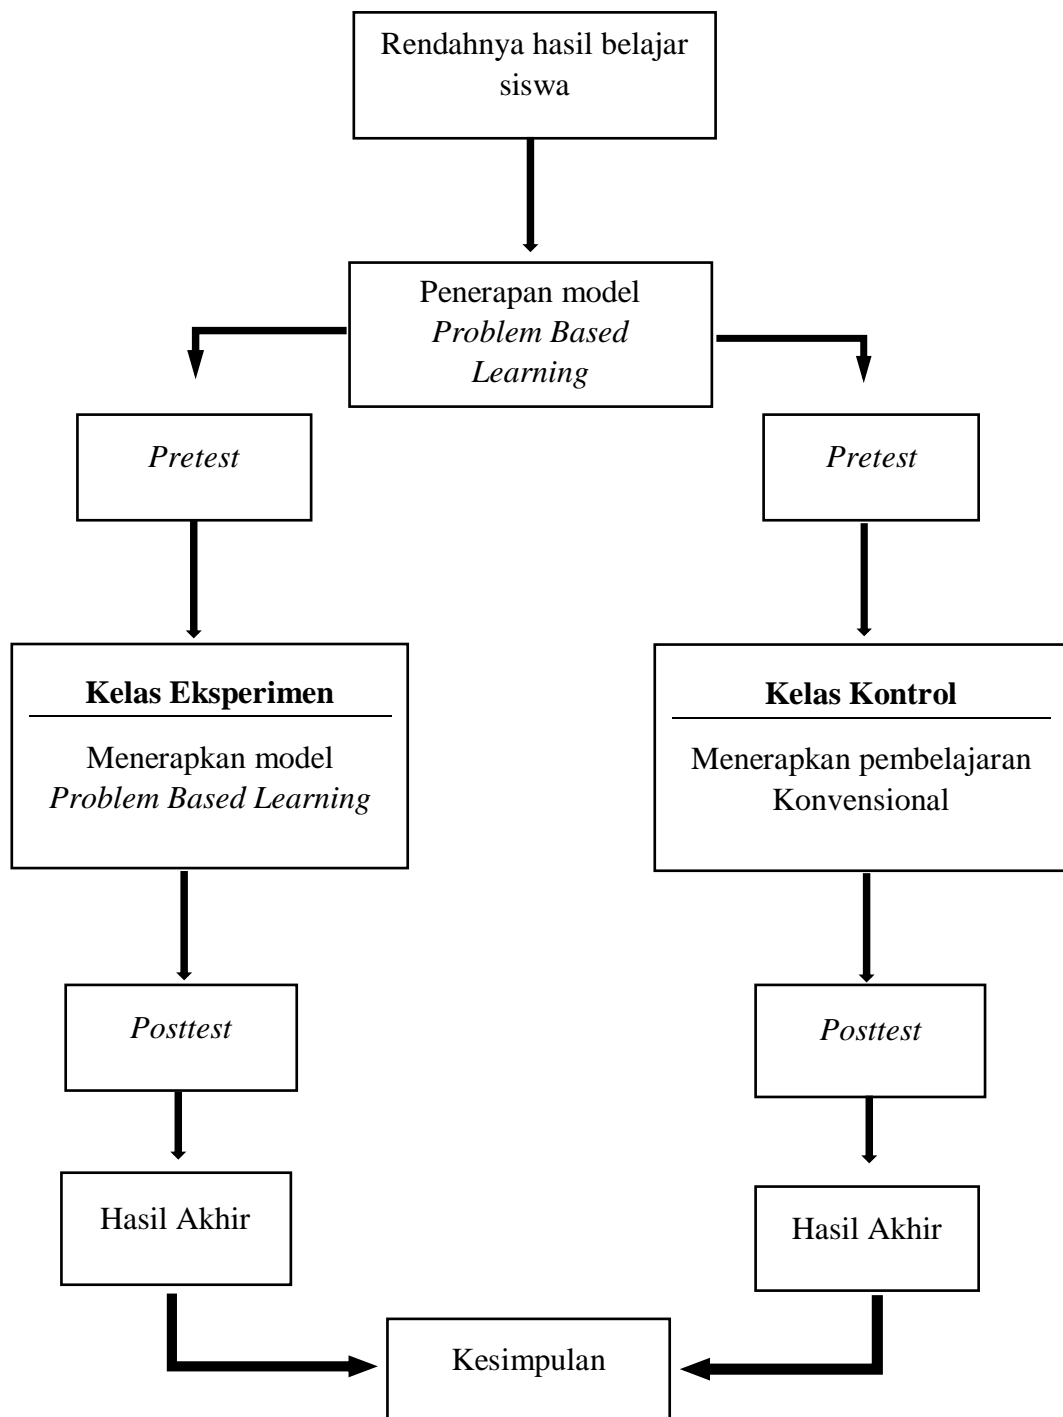 Rendahnya hasil belajar
siswa
Penerapan model
Problem Based
Learning
Pretest
Pretest
Kelas Eksperimen
Menerapkan model
Problem Based Learning
Kelas Kontrol
Menerapkan pembelajaran
Konvensional
Posttest
Posttest
Hasil Akhir
Hasil Akhir
Kesimpulan